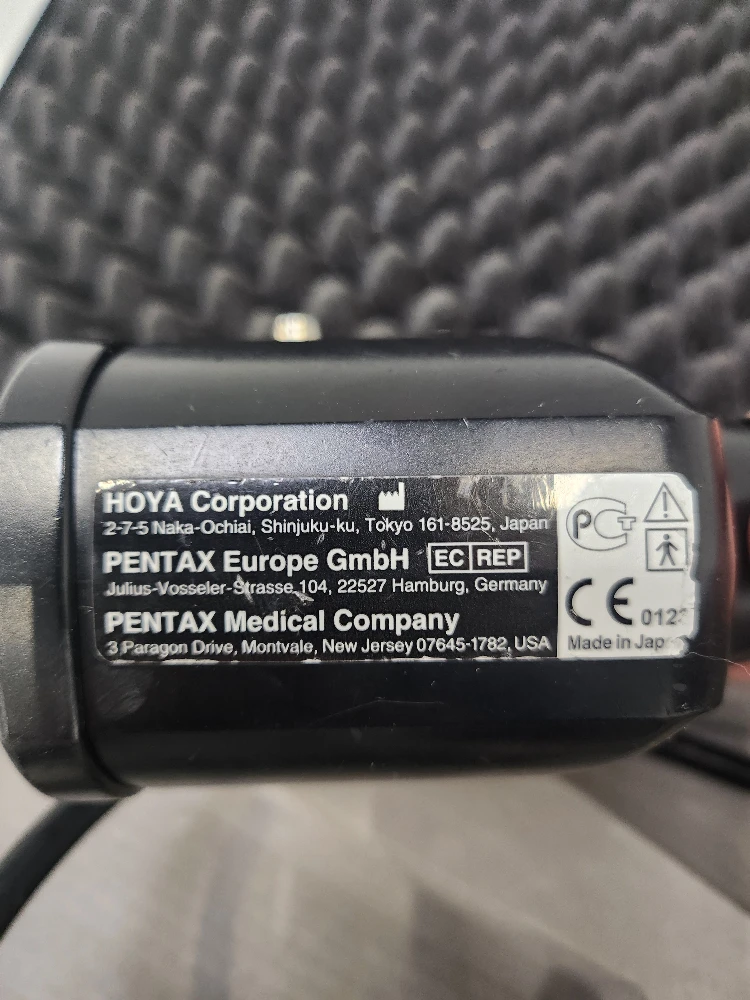 HOYA Corporation
2-7-5 Naka-Ochiai, Shinjuku-ku, Tokyo 161-8525, Japan
PENTAX Europe GmbH EC REP
Julius-Vosseler-Strasse 104, 22527 Hamburg, Germany
PENTAX Medical Company
3 Paragon Drive, Montvale, New Jersey 07645-1782, USA
PCT
CE
Made in